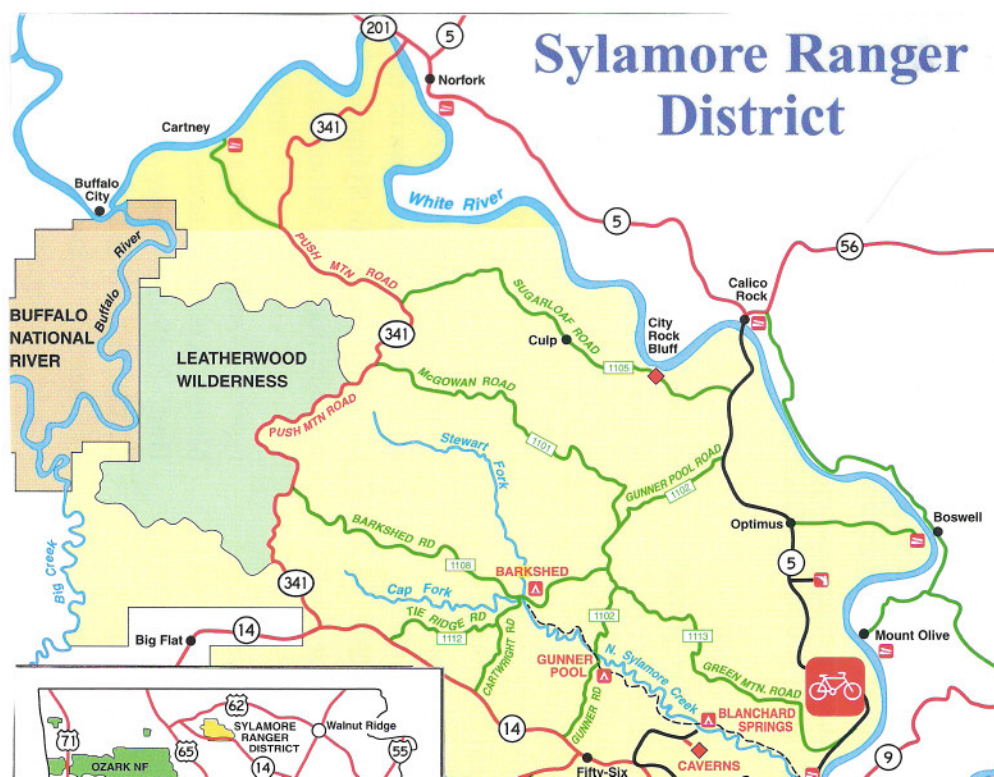 Sylamore Ranger
District
201
5
Norfork
341
Cartney
Buffalo
City
White River
5
56
River
Buffalo
PUSH MTN ROAD
BUFFALO
NATIONAL
RIVER
LEATHERWOOD
WILDERNESS
341
SUGARLOAF ROAD
Culp
1105
City
Rock
Bluff
Calico
Rock
McGOWAN ROAD
PUSH MTN ROAD
Stewart Fork
1101
GUNNER POOL ROAD
1102
BARKSHED RD
1108
Optimus
Boswell
5
Big Creek
341
Cap Fork
BARKSHED
TIE RIDGE RD
1112
1102
1113
Big Flat
14
CARTWRIGHT RD
GUNNER
POOL
N. Sylamore Creek
GREEN MTN. ROAD
Mount Olive
GUNNER RD
BLANCHARD
SPRINGS
CAVERNS
14
Fifty-Six
9
62
71
65
SYLAMORE
RANGER
DISTRICT
Walnut Ridge
55
OZARK NF
14